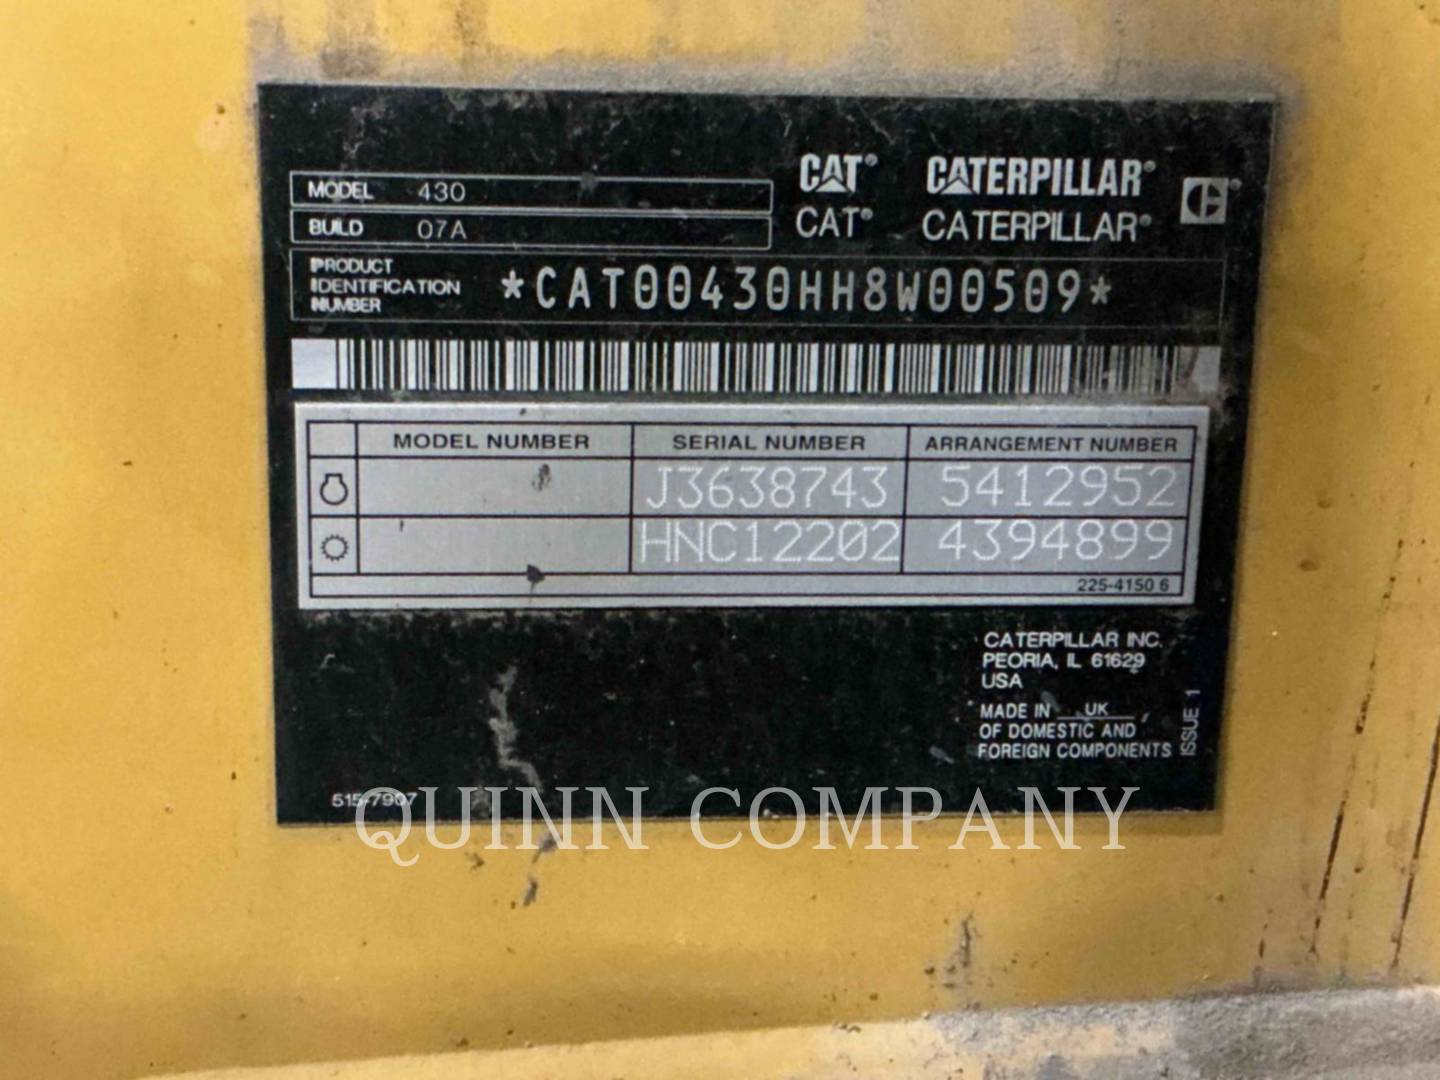 MODEL 430
BUILD 07A
CAT® CATERPILLAR®
CAT® CATERPILLAR®
PRODUCT
IDENTIFICATION
NUMBER
*CAT00430HH8W00509*
MODEL NUMBER SERIAL NUMBER ARRANGEMENT NUMBER
J3638743 5412952
HNC12202 4394899
225-4150 6
CATERPILLAR INC.
PEORIA, IL 61629
USA
MADE IN UK
OF DOMESTIC AND
FOREIGN COMPONENTS
ISSUE 1
515-7907
QUINN COMPANY